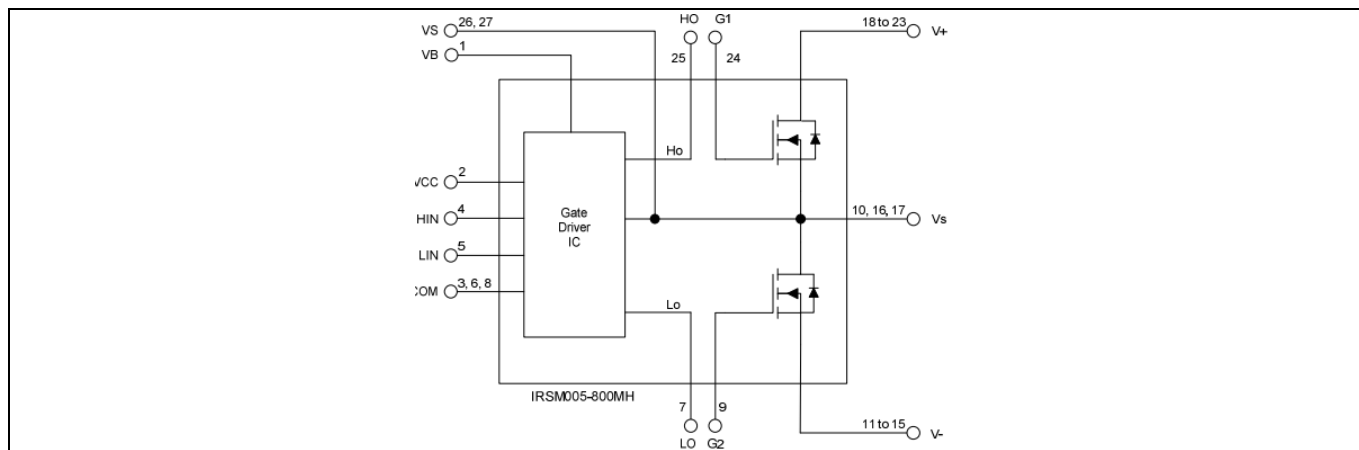 VS 26, 27
HO G1
18 to 23 V+
VB 1
25 24
Ho
VCC 2
HIN 4
Gate
Driver
IC
10, 16, 17 Vs
LIN 5
COM 3, 6, 8
Lo
IRSM005-800MH
7 9
11 to 15 V-
LO G2